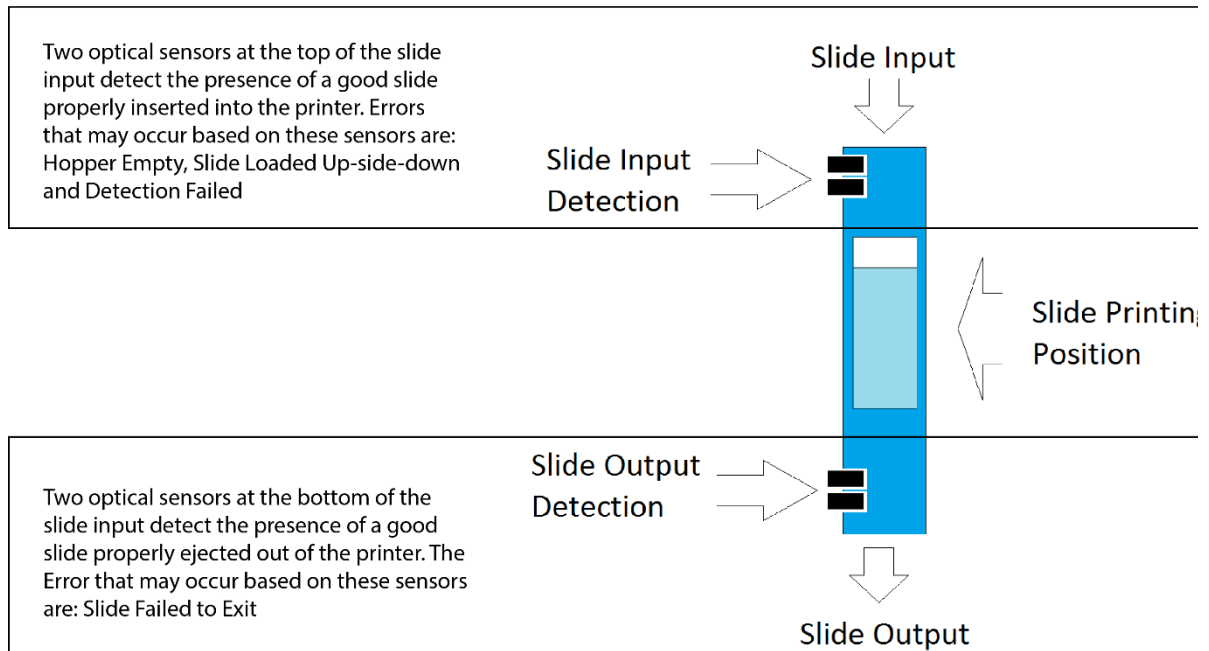 Two optical sensors at the top of the slide
input detect the presence of a good slide
properly inserted into the printer. Errors
that may occur based on these sensors are:
Hopper Empty, Slide Loaded Up-side-down
and Detection Failed
Slide Input
Slide Input
Detection
Slide Printing
Position
Slide Output
Detection
Two optical sensors at the bottom of the
slide input detect the presence of a good
slide properly ejected out of the printer. The
Error that may occur based on these sensors
are: Slide Failed to Exit
Slide Output